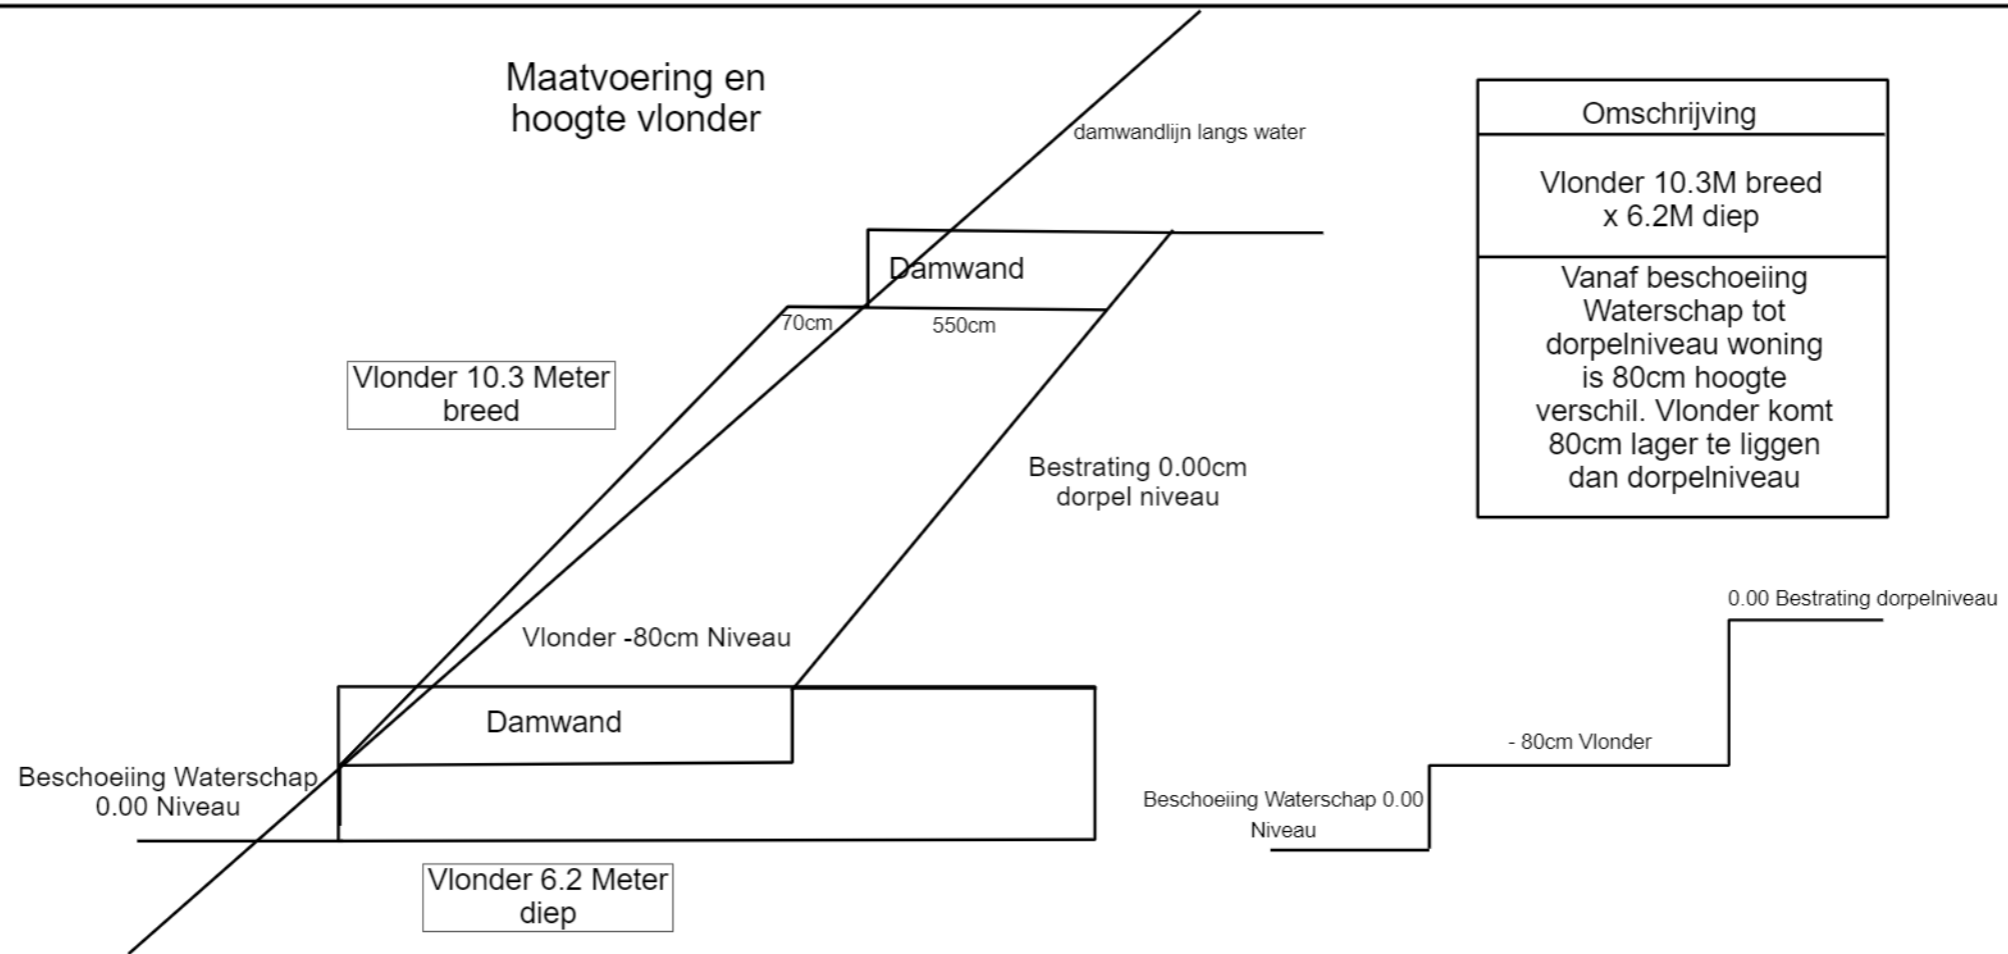 Maatvoering en
hoogte vlonder
damwandlijn langs water
Damwand
70cm
550cm
Vlonder 10.3 Meter
breed
Bestrating 0.00cm
dorpel niveau
Vlonder -80cm Niveau
Damwand
Beschoeiing Waterschap
0.00 Niveau
Vlonder 6.2 Meter
diep
Omschrijving
Vlonder 10.3M breed
x 6.2M diep
Vanaf beschoeiing
Waterschap tot
dorpelniveau woning
is 80cm hoogte
verschil. Vlonder komt
80cm lager te liggen
dan dorpelniveau
0.00 Bestrating dorpelniveau
- 80cm Vlonder
Beschoeiing Waterschap 0.00
Niveau